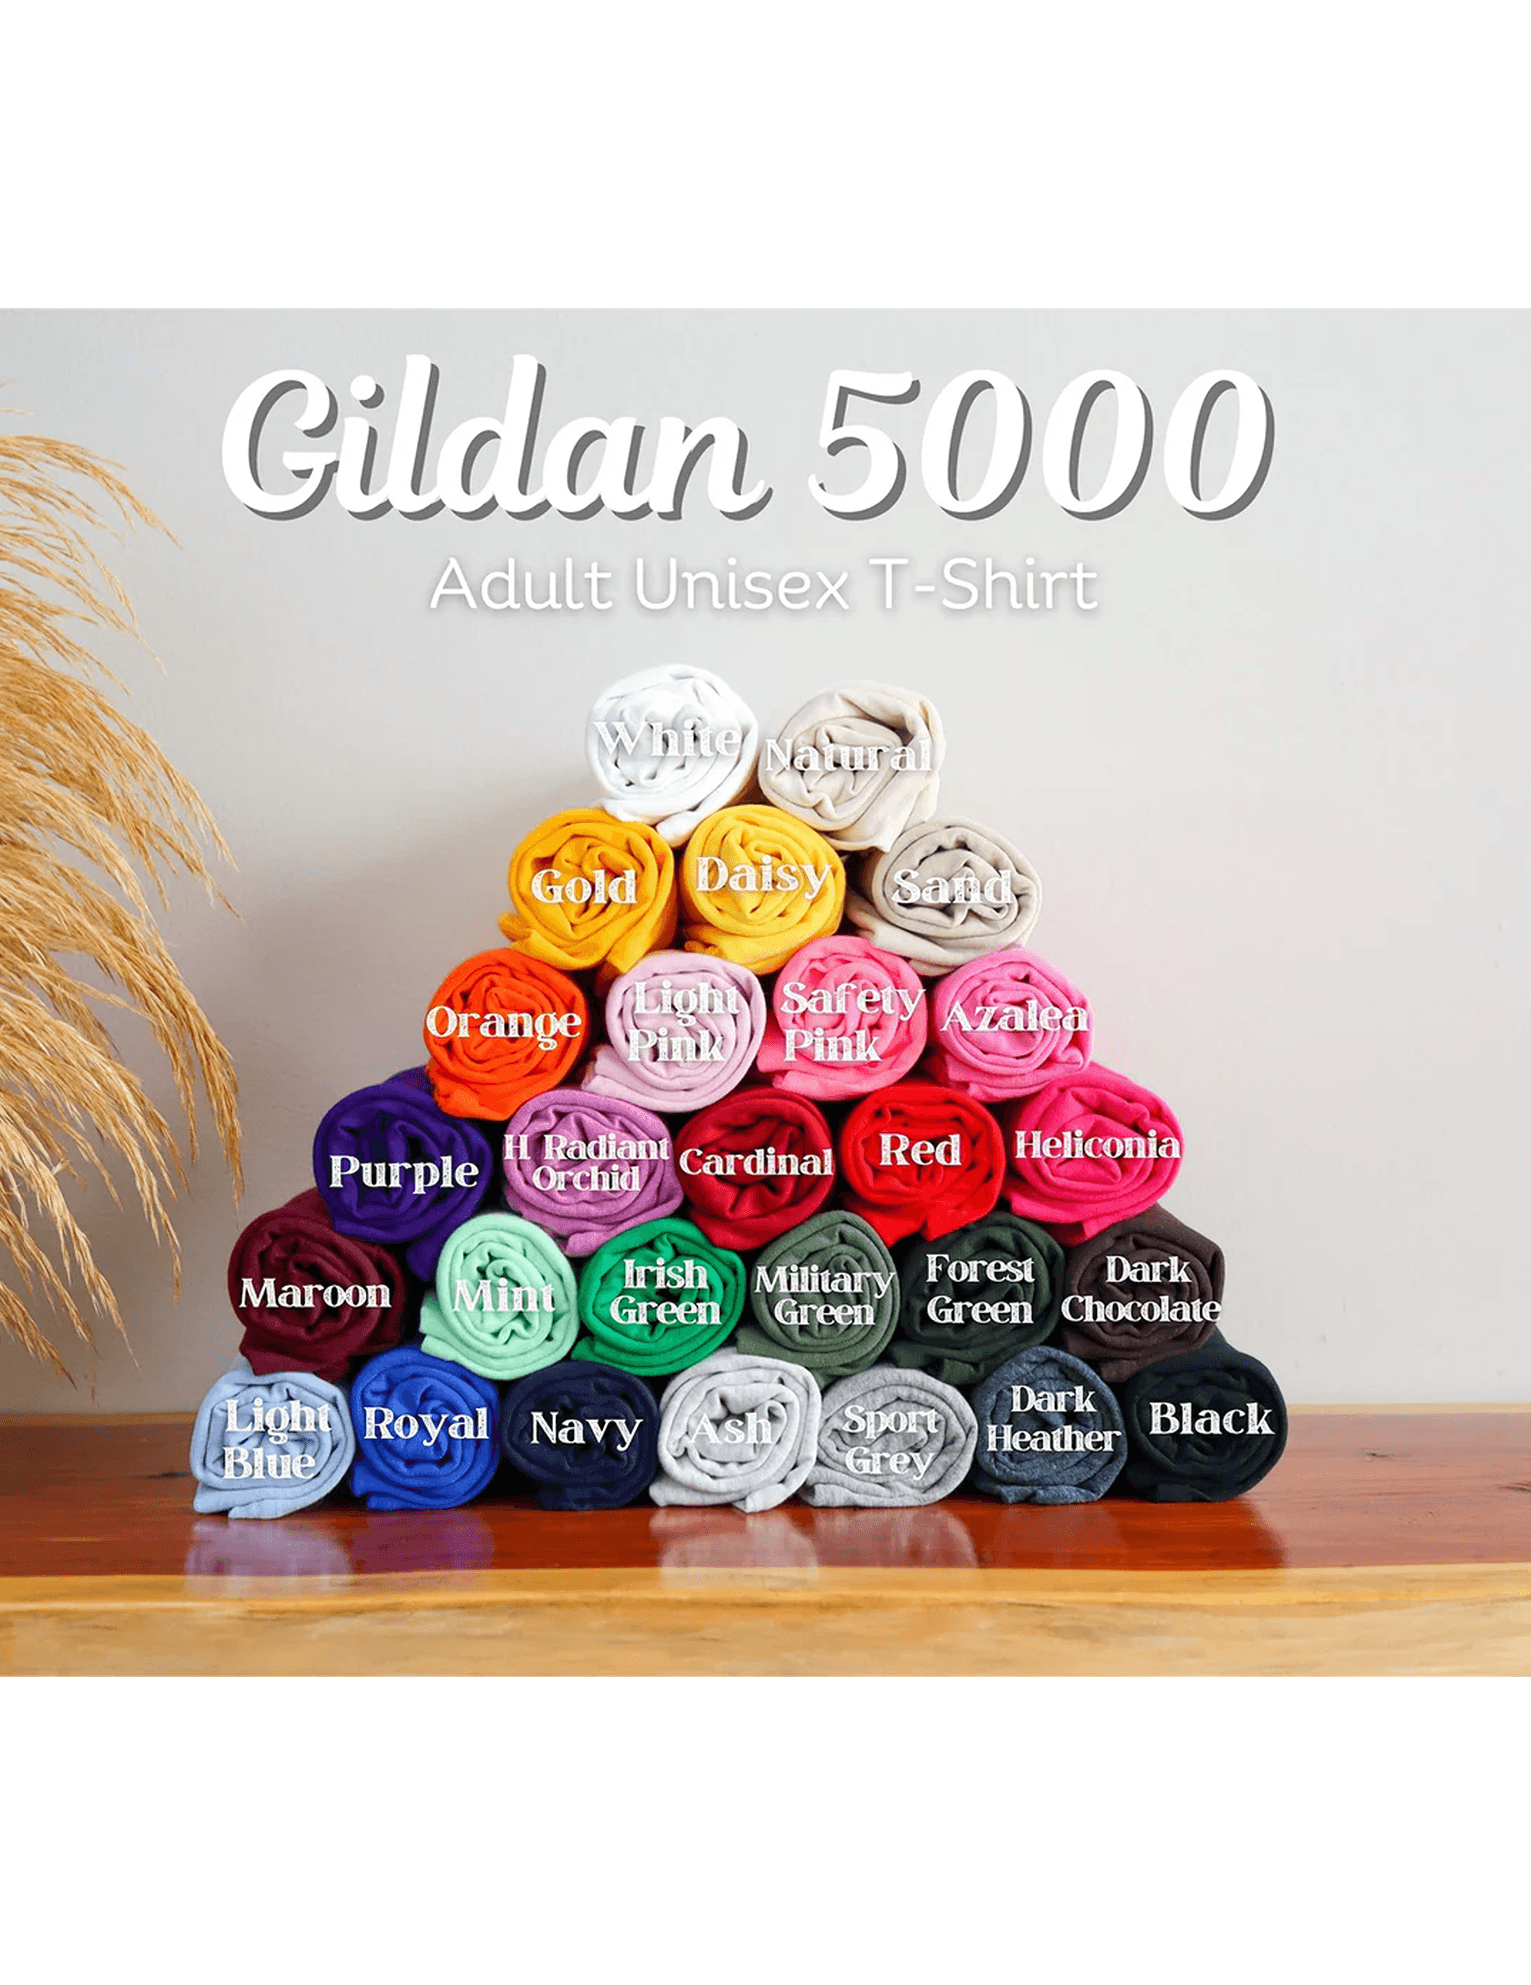 Gildan 5000
Adult Unisex T-Shirt
White
Natural
Gold
Daisy
Sand
Orange
Light
Pink
Safety
Pink
Azalea
Purple
H Radiant
Orchid
Cardinal
Red
Heliconia
Maroon
Mint
Irish
Green
Military
Green
Forest
Green
Dark
Chocolate
Light
Blue
Royal
Navy
Ash
Sport
Grey
Dark
Heather
Black